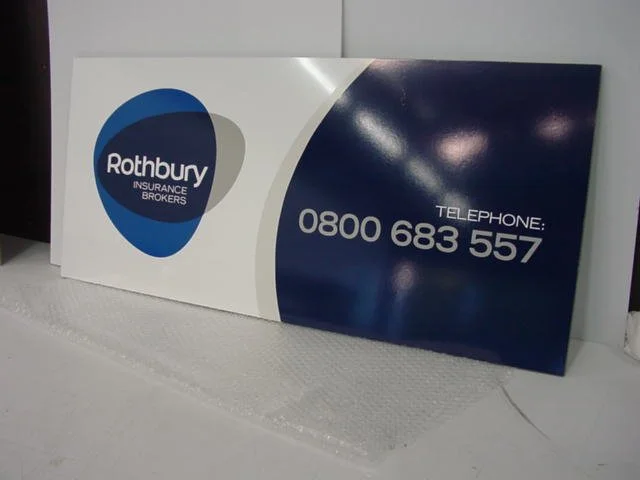 Rothbury
INSURANCE
BROKERS
TELEPHONE:
0800 683 557